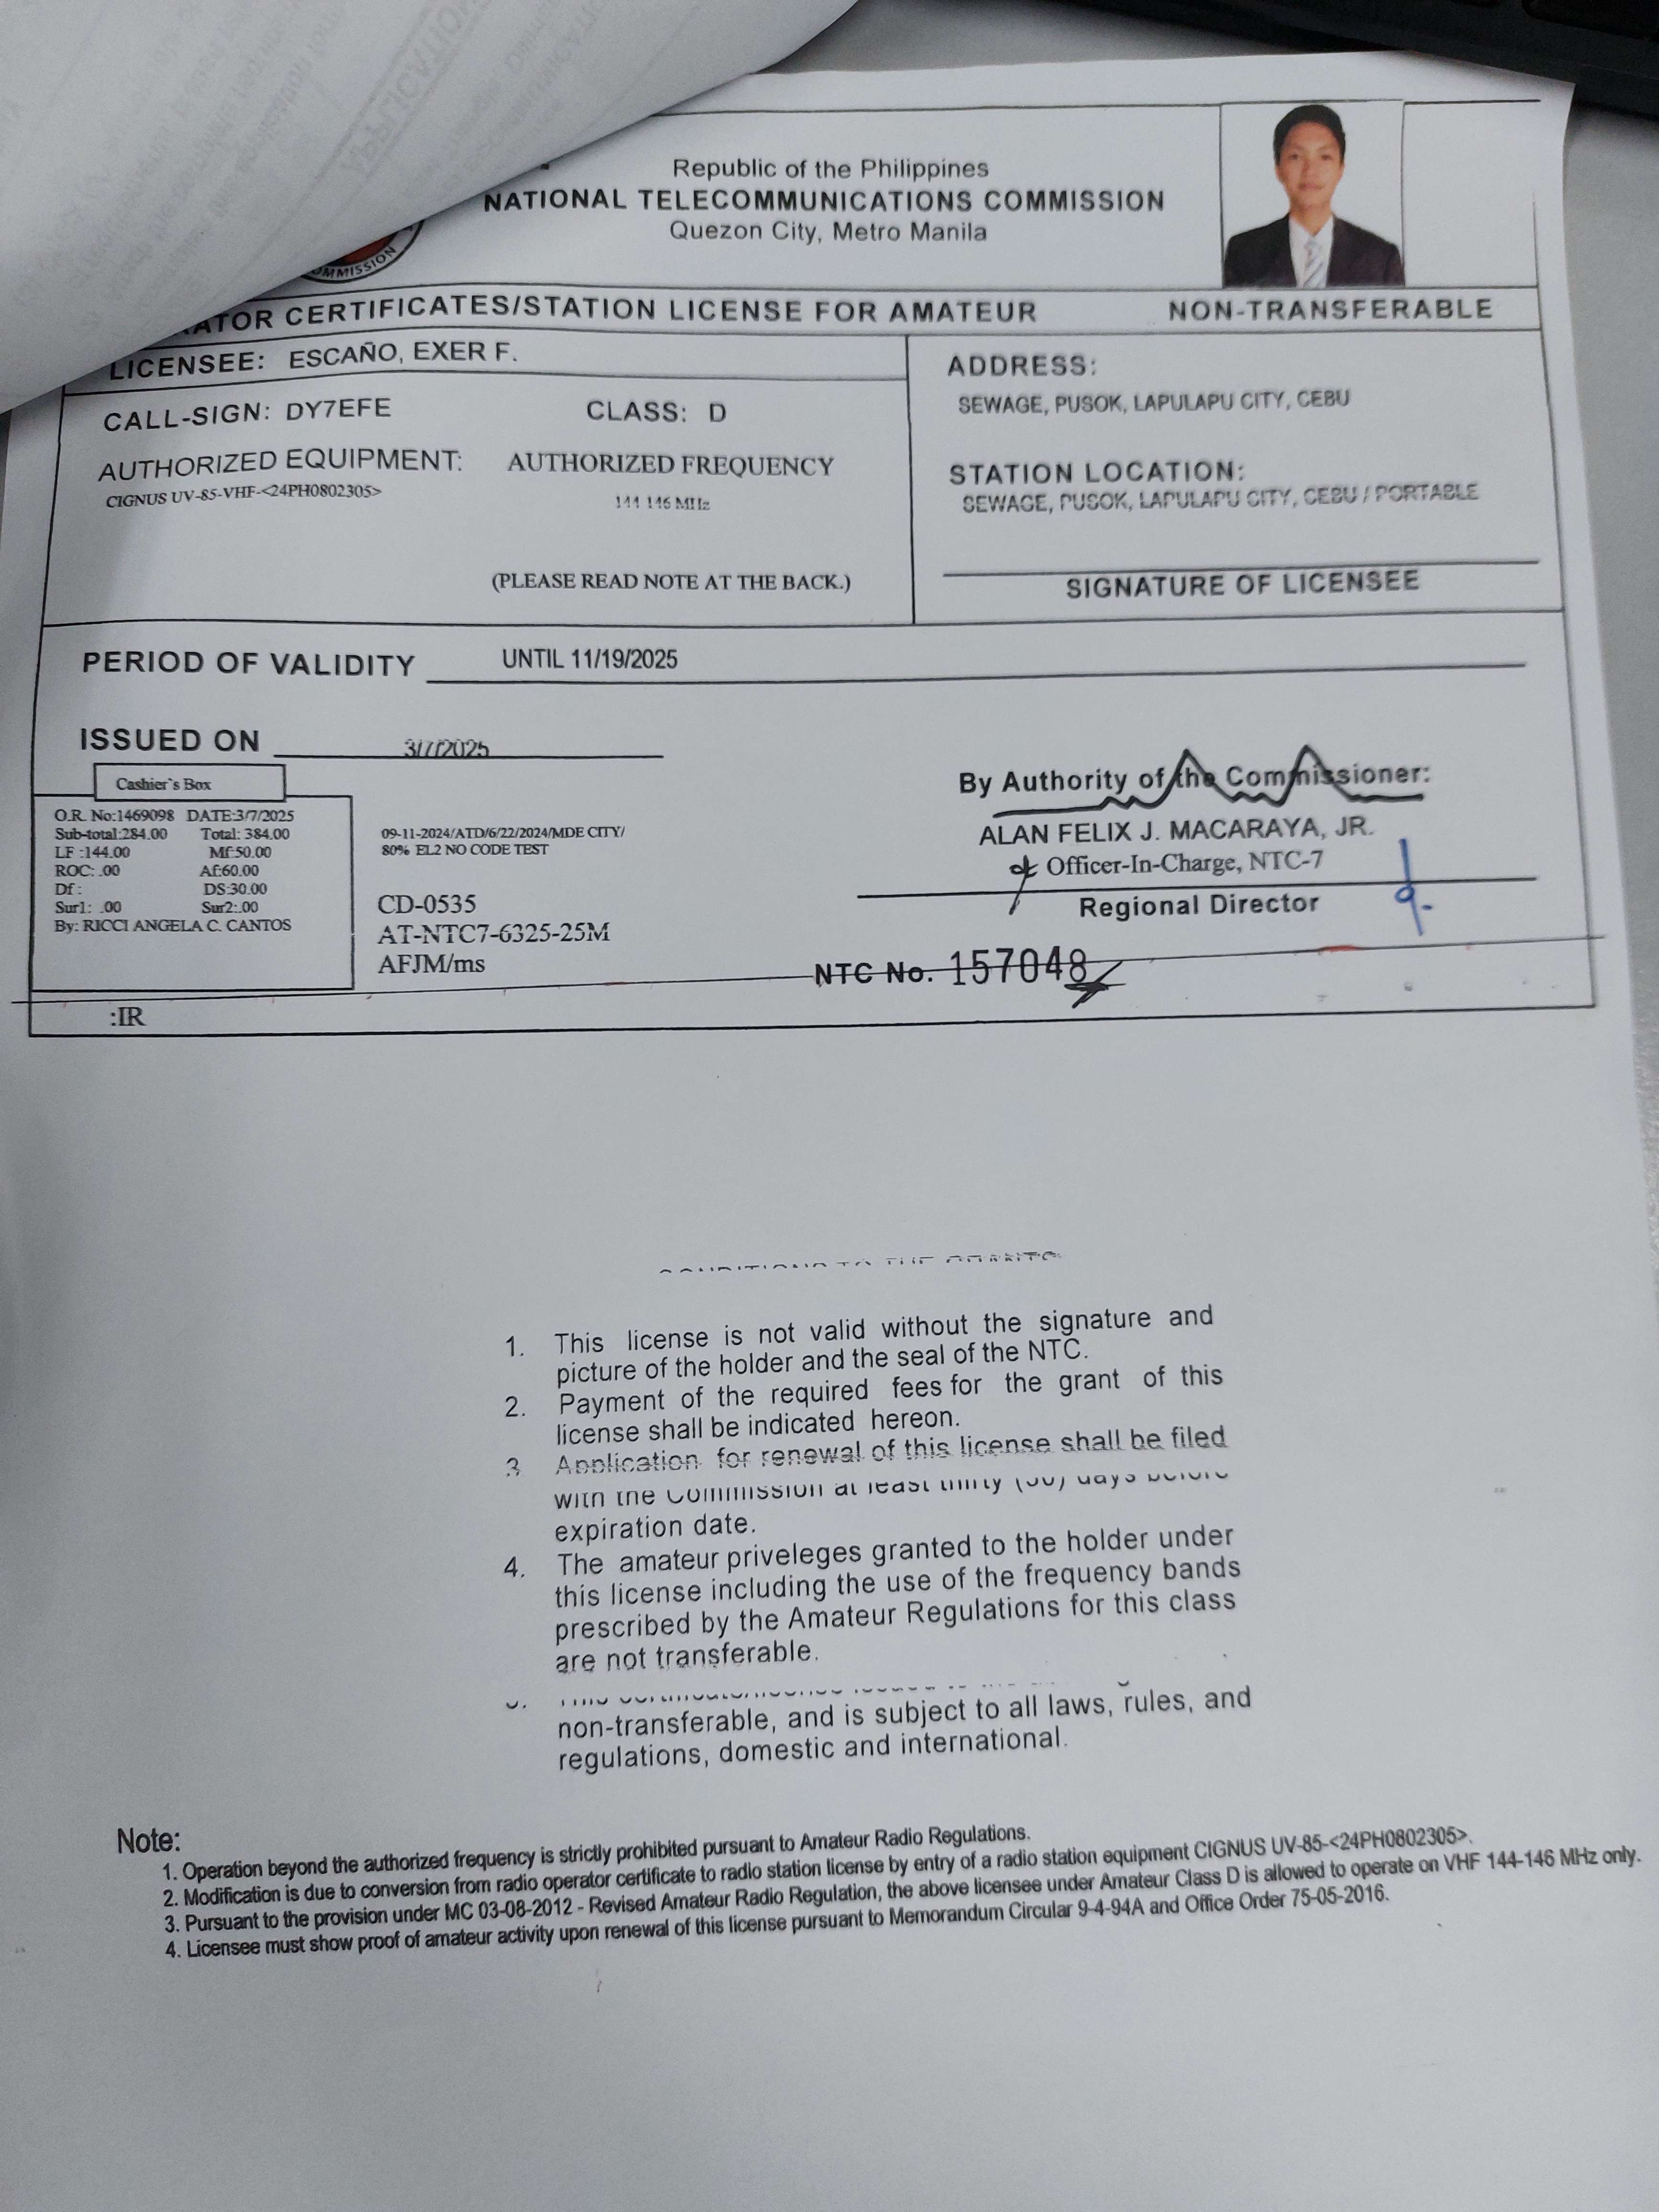 Republic of the Philippines
NATIONAL TELECOMMUNICATIONS COMMISSION
Quezon City, Metro Manila
CERTIFICATES/STATION LICENSE FOR AMATEUR NON-TRANSFERABLE
LICENSEE: ESCAÑO, EXER F.
CALL-SIGN: DY7EFE CLASS: D
AUTHORIZED EQUIPMENT: AUTHORIZED FREQUENCY
CIGNUS UV-85-VHF-<24PH0802305> 144 146 MHz
(PLEASE READ NOTE AT THE BACK.)
ADDRESS:
SEWAGE, PUSOK, LAPULAPU CITY, CEBU
STATION LOCATION:
SEWAGE, PUSOK, LAPULAPU CITY, CEBU / PORTABLE
SIGNATURE OF LICENSEE
PERIOD OF VALIDITY UNTIL 11/19/2025
ISSUED ON 3/7/2025
Cashier's Box
O.R. No:1469098 DATE:3/7/2025
Sub-total:284.00 Total: 384.00
LF :144.00 Mf:50.00
ROC: .00 Af:60.00
Df : DS:30.00
Sur1: .00 Sur2:.00
By: RICCI ANGELA C. CANTOS
09-11-2024/ATD/6/22/2024/MDE CITY/
80% EL2 NO CODE TEST
CD-0535
AT-NTC7-6325-25M
AFJM/ms
By Authority of the Commissioner:
ALAN FELIX J. MACARAYA, JR.
Officer-In-Charge, NTC-7
Regional Director
NTC No. 157048
:IR
1. This license is not valid without the signature and
picture of the holder and the seal of the NTC.
2. Payment of the required fees for the grant of this
license shall be indicated hereon.
3 Application for renewal of this license shall be filed
with the Commission at least thirty (30) days before
expiration date.
4. The amateur priveleges granted to the holder under
this license including the use of the frequency bands
prescribed by the Amateur Regulations for this class
are not transferable.
non-transferable, and is subject to all laws, rules, and
regulations, domestic and international.
Note:
1. Operation beyond the authorized frequency is strictly prohibited pursuant to Amateur Radio Regulations.
2. Modification is due to conversion from radio operator certificate to radio station license by entry of a radio station equipment CIGNUS UV-85-<24PH0802305>.
3. Pursuant to the provision under MC 03-08-2012 - Revised Amateur Radio Regulation, the above licensee under Amateur Class D is allowed to operate on VHF 144-146 MHz only.
4. Licensee must show proof of amateur activity upon renewal of this license pursuant to Memorandum Circular 9-4-94A and Office Order 75-05-2016.